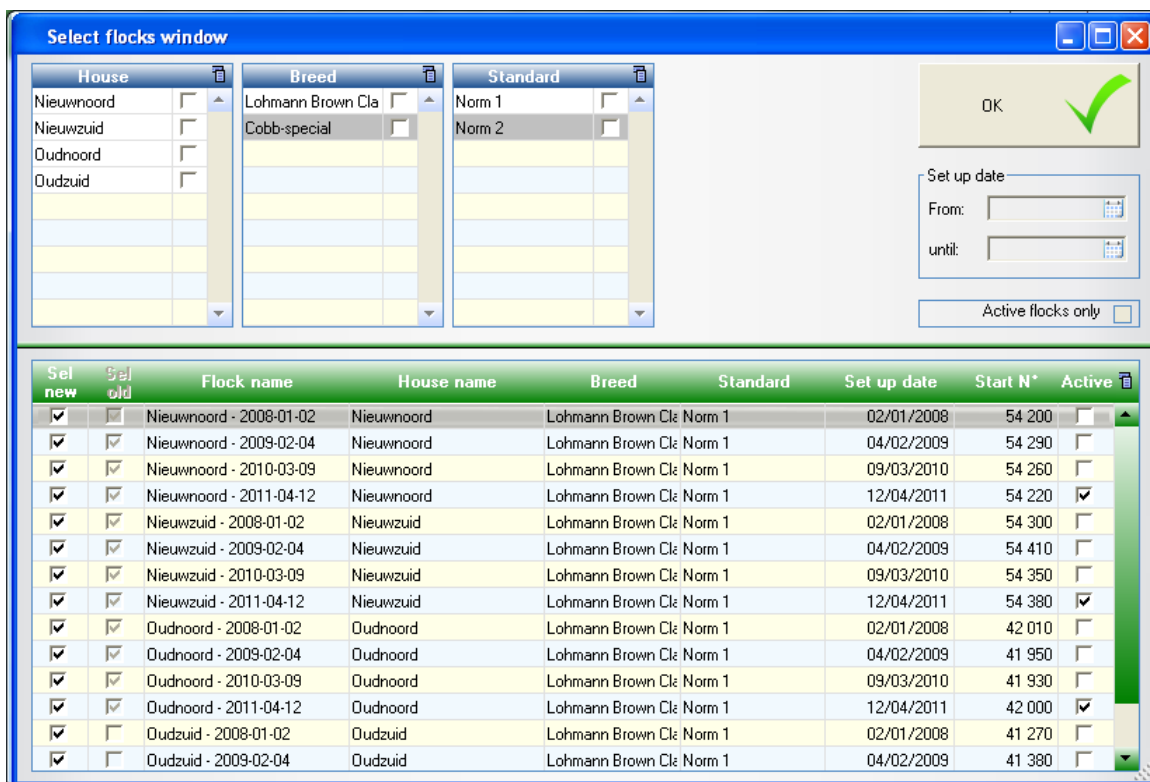 Select flocks window
House Breed Standard
Nieuwnoord Lohmann Brown Cla Norm 1
Nieuwzuid Cobb-special Norm 2
Oudnoord
Oudzuid
OK
Set up date
From:
until:
Active flocks only
Sel new Sel old Flock name House name Breed Standard Set up date Start N° Active
Nieuwnoord - 2008-01-02 Nieuwnoord Lohmann Brown Cla Norm 1 02/01/2008 54 200
Nieuwnoord - 2009-02-04 Nieuwnoord Lohmann Brown Cla Norm 1 04/02/2009 54 290
Nieuwnoord - 2010-03-09 Nieuwnoord Lohmann Brown Cla Norm 1 09/03/2010 54 260
Nieuwnoord - 2011-04-12 Nieuwnoord Lohmann Brown Cla Norm 1 12/04/2011 54 220
Nieuwzuid - 2008-01-02 Nieuwzuid Lohmann Brown Cla Norm 1 02/01/2008 54 300
Nieuwzuid - 2009-02-04 Nieuwzuid Lohmann Brown Cla Norm 1 04/02/2009 54 410
Nieuwzuid - 2010-03-09 Nieuwzuid Lohmann Brown Cla Norm 1 09/03/2010 54 350
Nieuwzuid - 2011-04-12 Nieuwzuid Lohmann Brown Cla Norm 1 12/04/2011 54 380
Oudnoord - 2008-01-02 Oudnoord Lohmann Brown Cla Norm 1 02/01/2008 42 010
Oudnoord - 2009-02-04 Oudnoord Lohmann Brown Cla Norm 1 04/02/2009 41 950
Oudnoord - 2010-03-09 Oudnoord Lohmann Brown Cla Norm 1 09/03/2010 41 930
Oudnoord - 2011-04-12 Oudnoord Lohmann Brown Cla Norm 1 12/04/2011 42 000
Oudzuid - 2008-01-02 Oudzuid Lohmann Brown Cla Norm 1 02/01/2008 41 270
Oudzuid - 2009-02-04 Oudzuid Lohmann Brown Cla Norm 1 04/02/2009 41 380